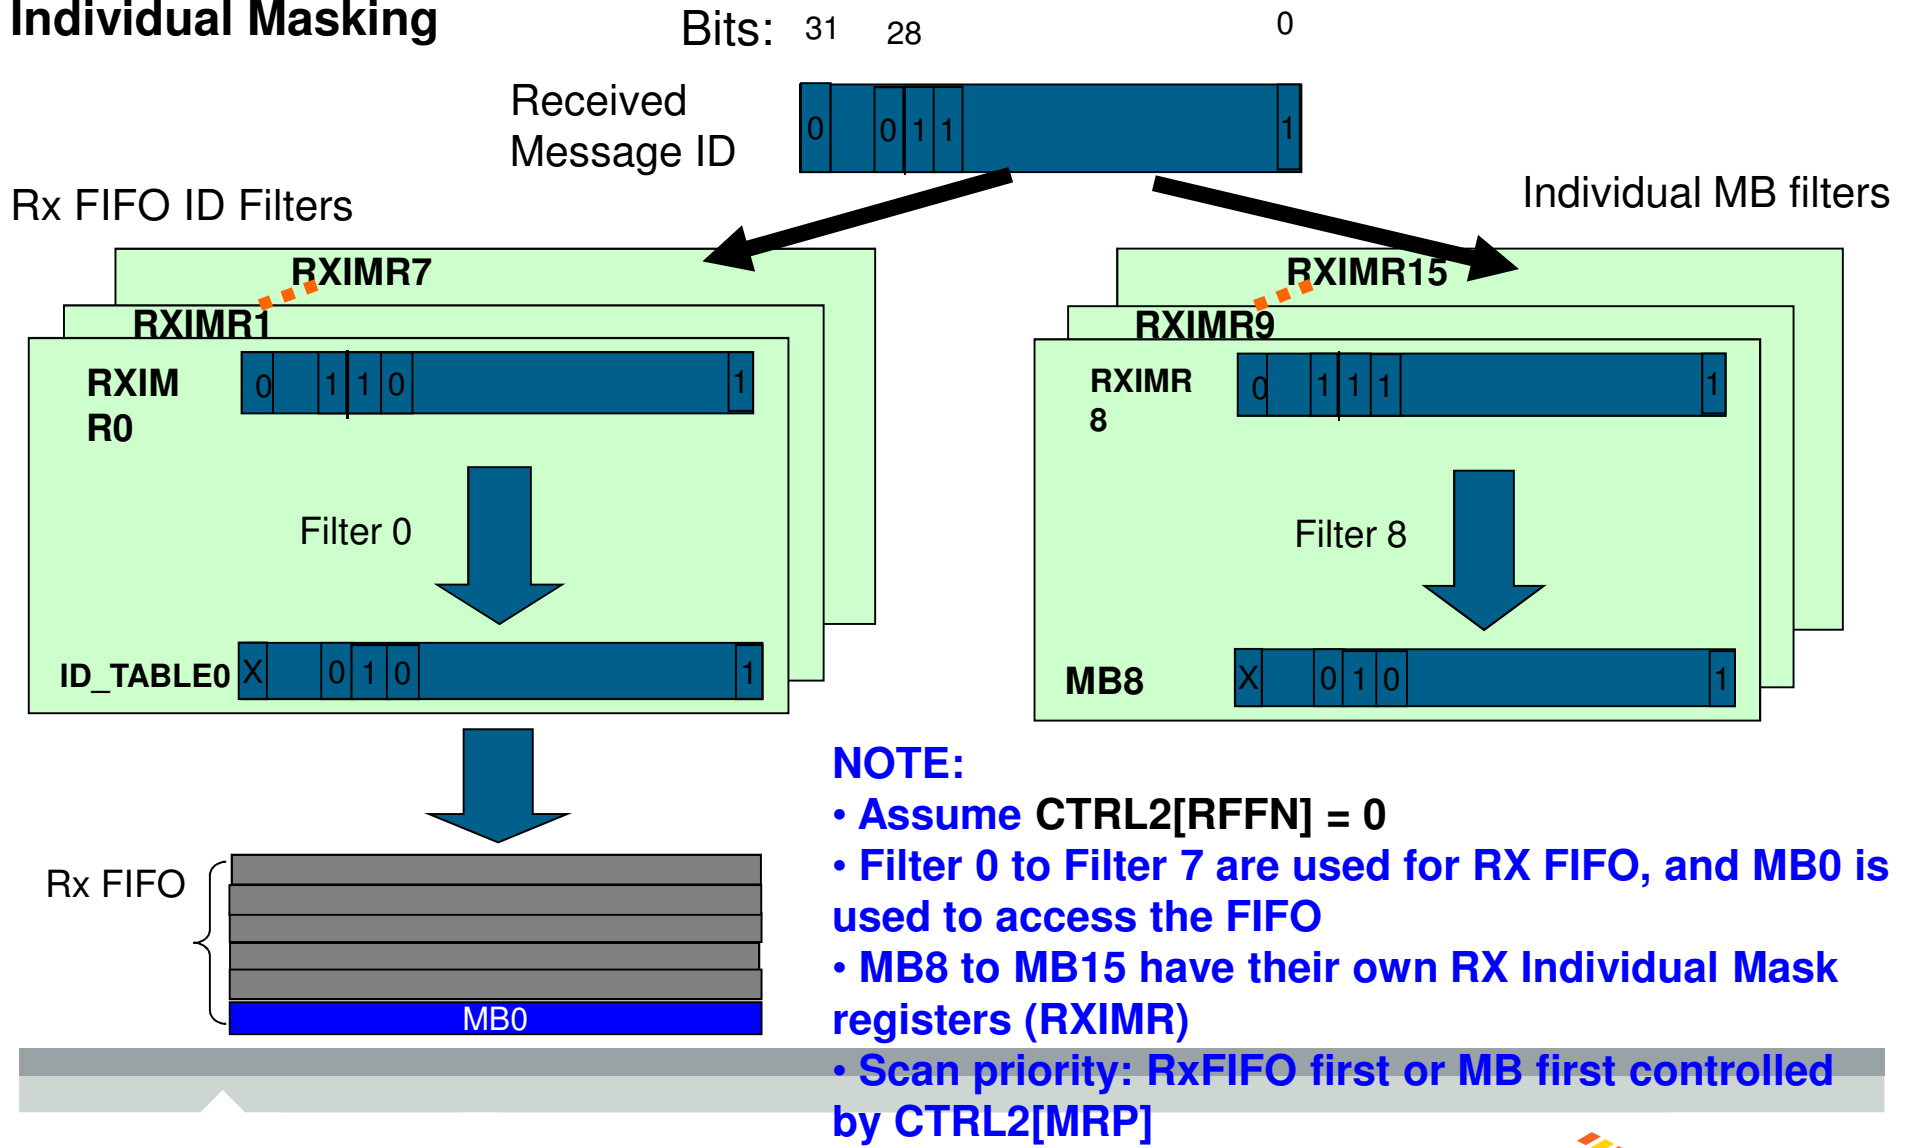 Individual Masking
Bits: 31 28 0
Received
Message ID
0 0 1 1 1
Rx FIFO ID Filters
Individual MB filters
RXIMR7
RXIMR1
RXIM
R0
0 1 1 0 1
Filter 0
ID_TABLE0 X 0 1 0 1
RXIMR15
RXIMR9
RXIMR
8
0 1 1 1 1
Filter 8
MB8 X 0 1 0 1
Rx FIFO
MB0
NOTE:
• Assume CTRL2[RFFN] = 0
• Filter 0 to Filter 7 are used for RX FIFO, and MB0 is
used to access the FIFO
• MB8 to MB15 have their own RX Individual Mask
registers (RXIMR)
• Scan priority: RxFIFO first or MB first controlled
by CTRL2[MRP]